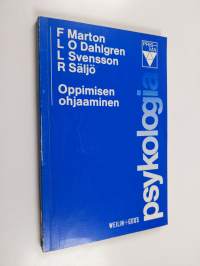 F Marton
L O Dahlgren
L Svensson
R Säljö
Oppimisen
ohjaaminen
psykologia
WEILIN+GÖÖS